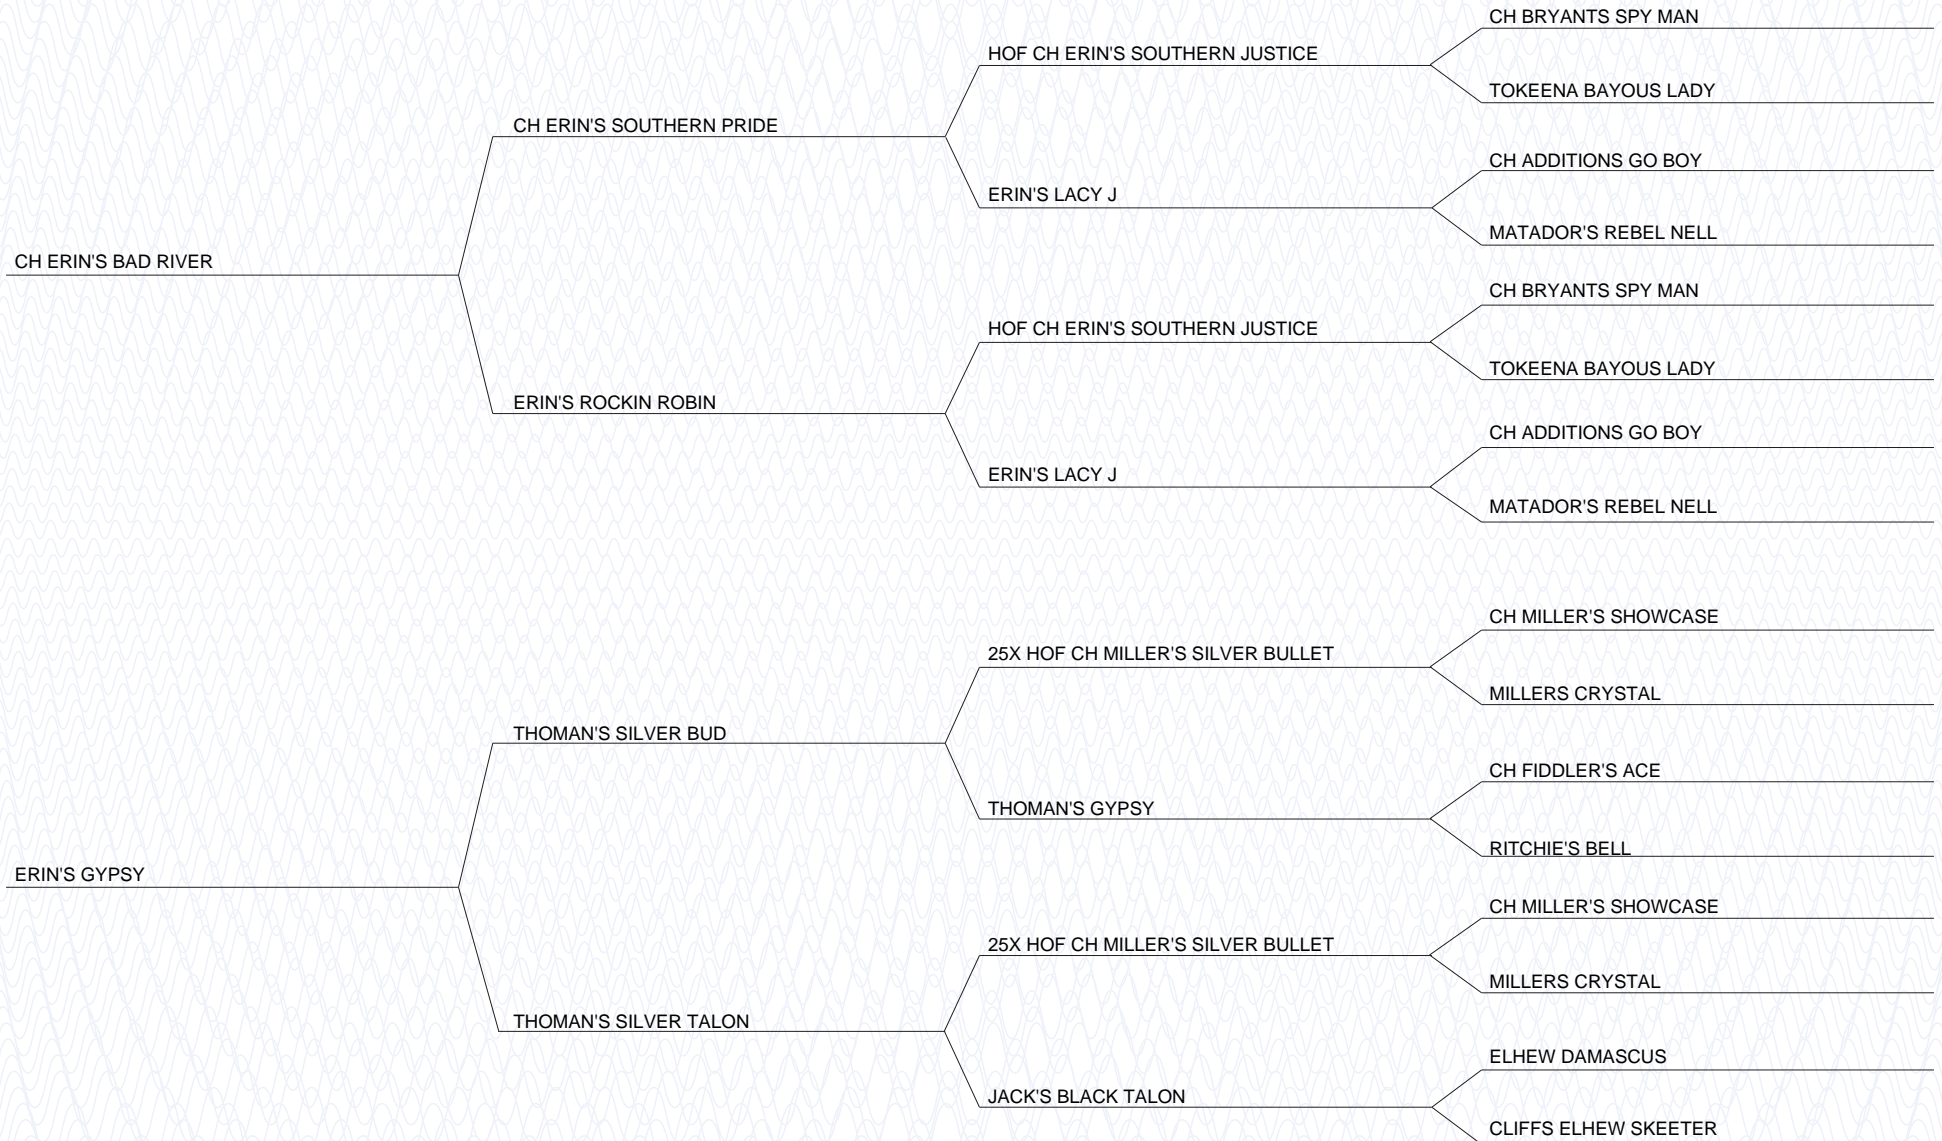 CH BRYANTS SPY MAN
HOF CH ERIN'S SOUTHERN JUSTICE
TOKEENA BAYOUS LADY
CH ERIN'S SOUTHERN PRIDE
CH ADDITIONS GO BOY
ERIN'S LACY J
MATADOR'S REBEL NELL
CH ERIN'S BAD RIVER
CH BRYANTS SPY MAN
HOF CH ERIN'S SOUTHERN JUSTICE
TOKEENA BAYOUS LADY
ERIN'S ROCKIN ROBIN
CH ADDITIONS GO BOY
ERIN'S LACY J
MATADOR'S REBEL NELL
CH MILLER'S SHOWCASE
25X HOF CH MILLER'S SILVER BULLET
MILLERS CRYSTAL
THOMAN'S SILVER BUD
CH FIDDLER'S ACE
THOMAN'S GYPSY
RITCHIE'S BELL
ERIN'S GYPSY
CH MILLER'S SHOWCASE
25X HOF CH MILLER'S SILVER BULLET
MILLERS CRYSTAL
THOMAN'S SILVER TALON
ELHEW DAMASCUS
JACK'S BLACK TALON
CLIFFS ELHEW SKEETER